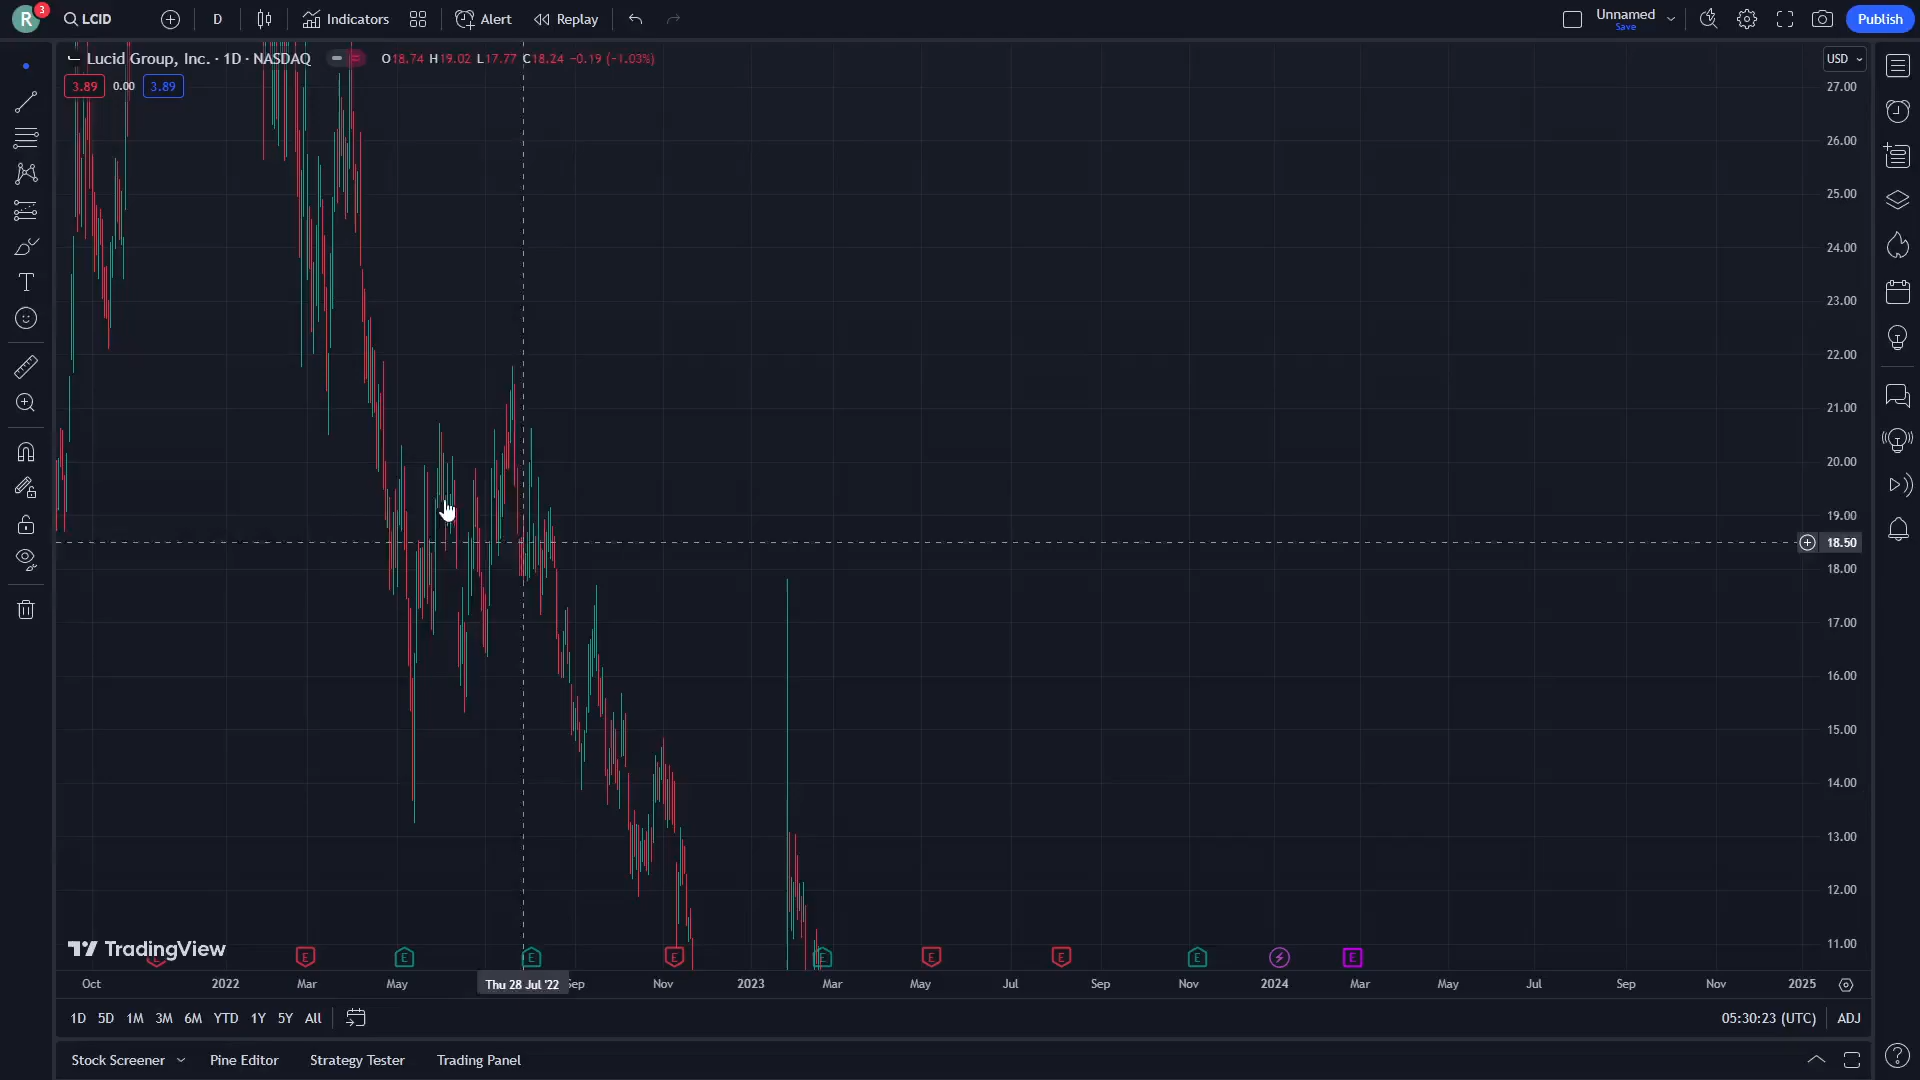 R 3 LCID D Indicators Alert Replay Unnamed Save Publish
Lucid Group, Inc. · 1D · NASDAQ O18.74 H19.02 L17.77 C18.24 −0.19 (−1.03%) USD
3.89 0.00 3.89
27.00
26.00
25.00
24.00
23.00
22.00
21.00
20.00
19.00
18.50
18.00
17.00
16.00
15.00
14.00
13.00
12.00
11.00
TradingView
E E E E E E E E E E
Oct 2022 Mar May Thu 28 Jul '22 Sep Nov 2023 Mar May Jul Sep Nov 2024 Mar May Jul Sep Nov 2025
1D 5D 1M 3M 6M YTD 1Y 5Y All 05:30:23 (UTC) ADJ
Stock Screener Pine Editor Strategy Tester Trading Panel